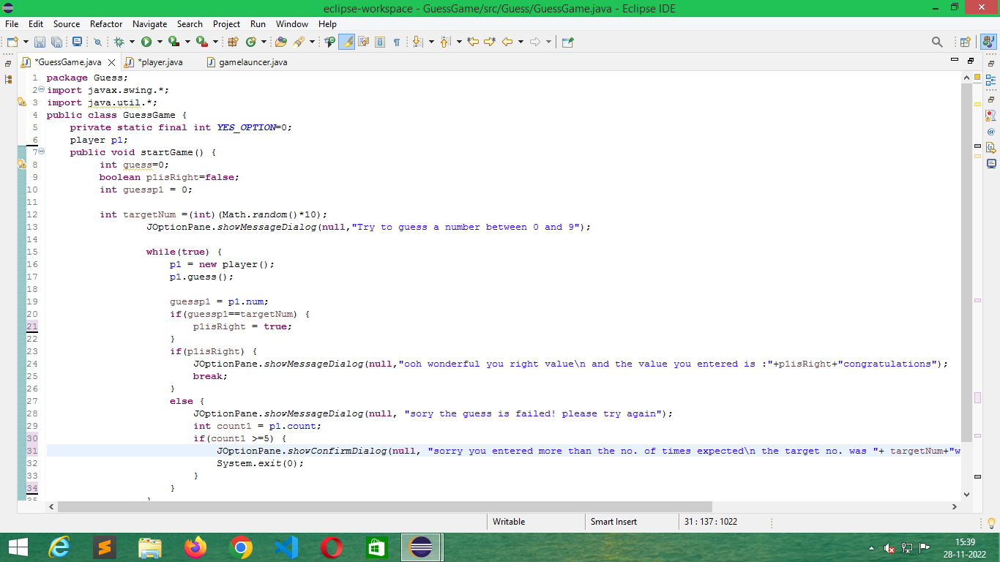 eclipse-workspace - GuessGame/src/Guess/GuessGame.java - Eclipse IDE
File Edit Source Refactor Navigate Search Project Run Window Help
*GuessGame.java *player.java gamelauncer.java
1 package Guess;
2 import javax.swing.*;
3 import java.util.*;
4 public class GuessGame {
5 private static final int YES_OPTION=0;
6 player p1;
7 public void startGame() {
8 int guess=0;
9 boolean p1isRight=false;
10 int guessp1 = 0;
11
12 int targetNum =(int)(Math.random()*10);
13 JOptionPane.showMessageDialog(null,"Try to guess a number between 0 and 9");
14
15 while(true) {
16 p1 = new player();
17 p1.guess();
18
19 guessp1 = p1.num;
20 if(guessp1==targetNum) {
21 p1isRight = true;
22 }
23 if(p1isRight) {
24 JOptionPane.showMessageDialog(null,"ooh wonderful you right value\n and the value you entered is :"+p1isRight+"congratulations");
25 break;
26 }
27 else {
28 JOptionPane.showMessageDialog(null, "sory the guess is failed! please try again");
29 int count1 = p1.count;
30 if(count1 >=5) {
31 JOptionPane.showConfirmDialog(null, "sorry you entered more than the no. of times expected\n the target no. was "+ targetNum+"w
32 System.exit(0);
33 }
34 }
35 }
Writable Smart Insert 31 : 137 : 1022
15:39
28-11-2022